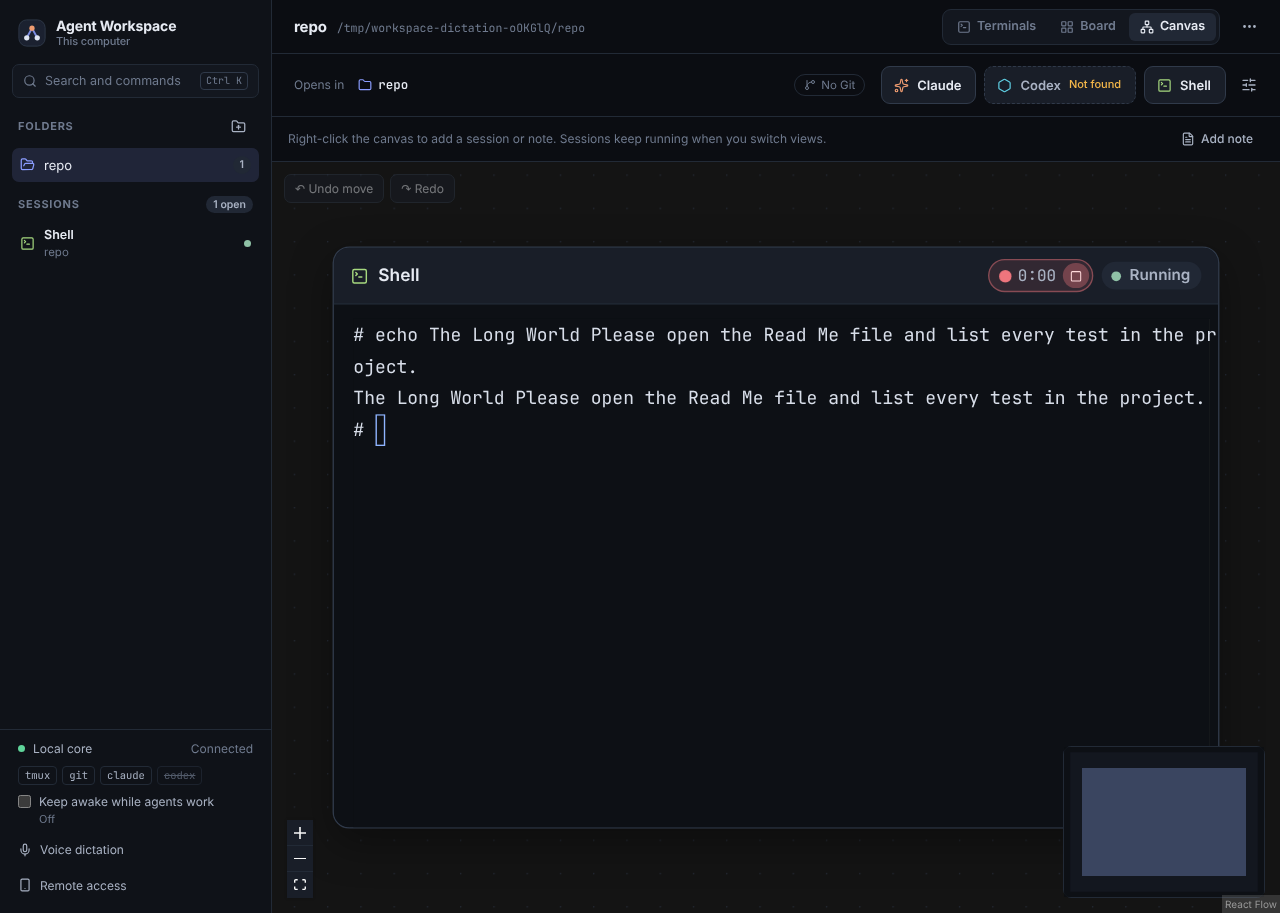 Agent Workspace
This computer
Search and commands Ctrl K
FOLDERS
repo 1
SESSIONS 1 open
Shell
repo
Local core Connected
tmux git claude codex
Keep awake while agents work
Off
Voice dictation
Remote access
repo /tmp/workspace-dictation-oOKGlQ/repo
Terminals Board Canvas
Opens in repo No Git Claude Codex Not found Shell
Right-click the canvas to add a session or note. Sessions keep running when you switch views. Add note
↶ Undo move ↷ Redo
Shell 0:00 Running
# echo The Long World Please open the Read Me file and list every test in the pr
oject.
The Long World Please open the Read Me file and list every test in the project.
#
React Flow